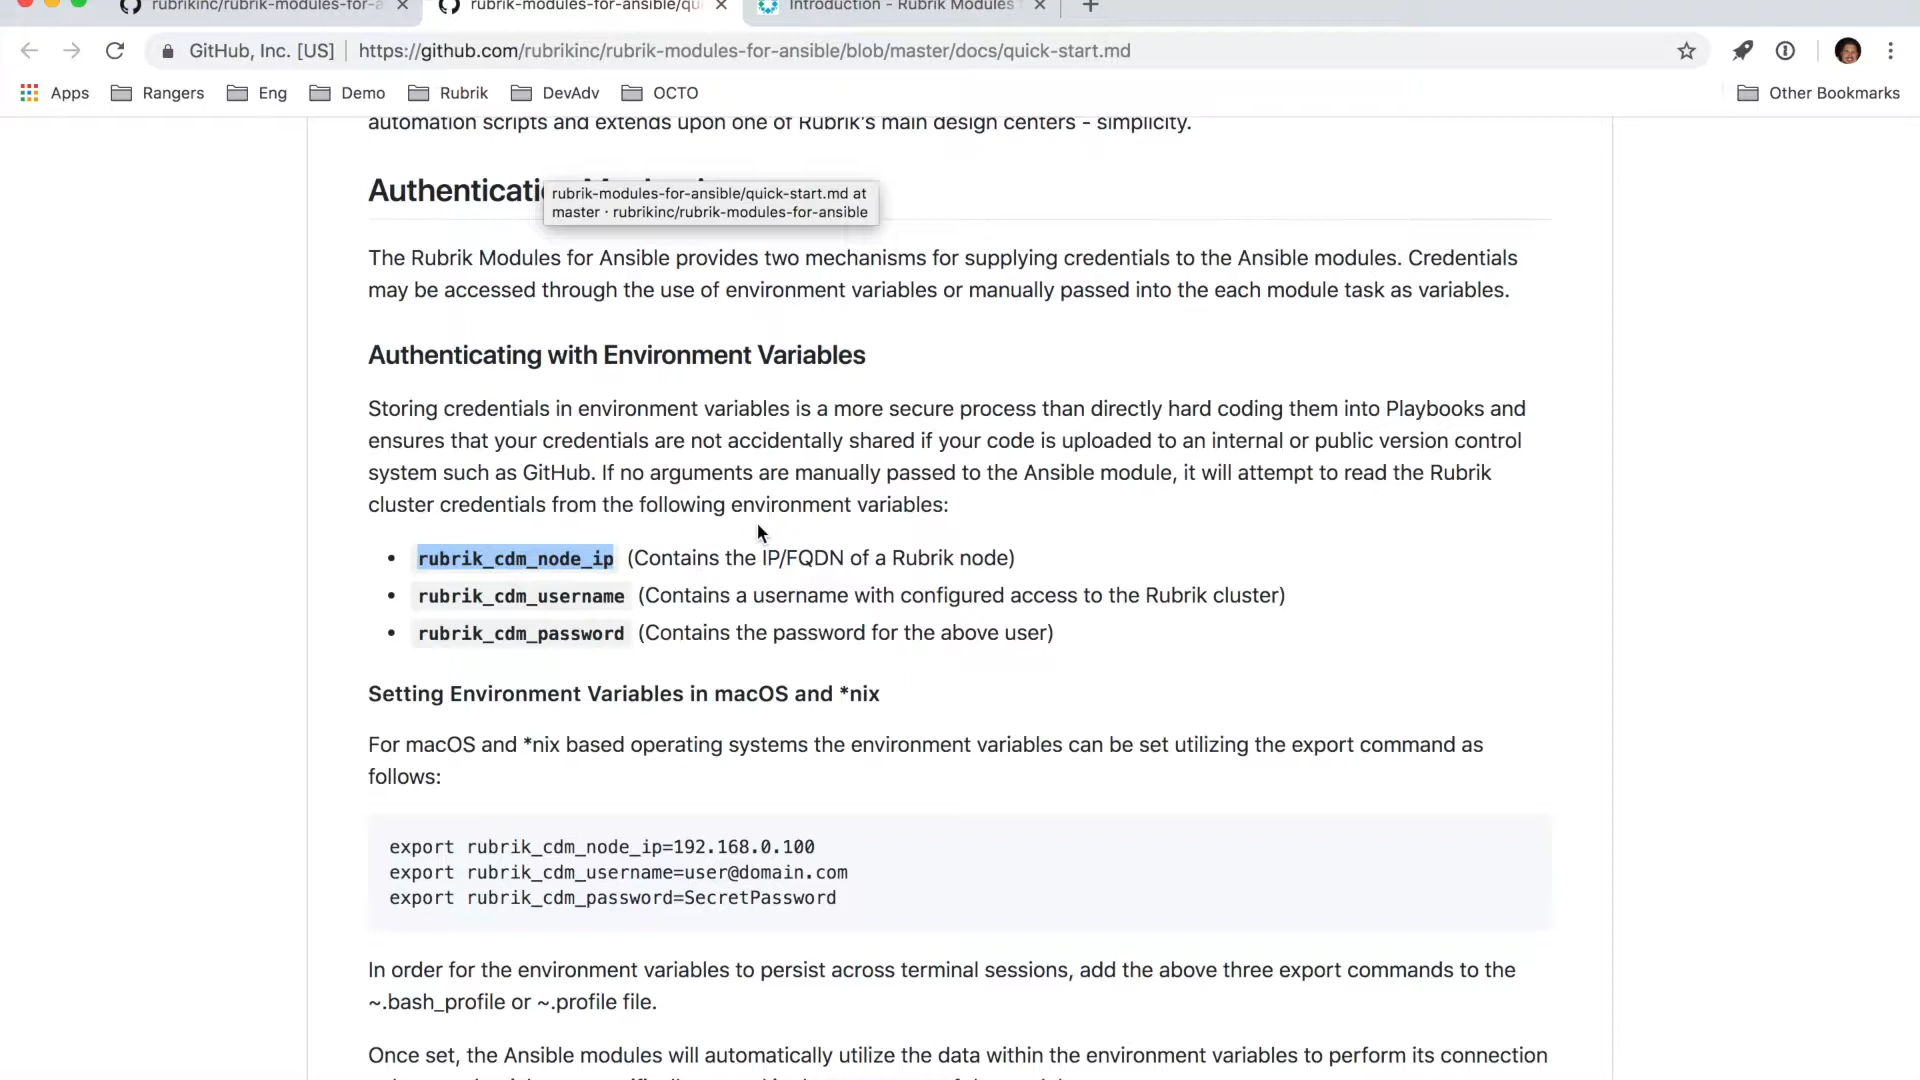 rubrikinc/rubrik-modules-for-a
rubrik-modules-for-ansible/qui
Introduction - Rubrik Modules
GitHub, Inc. [US]
https://github.com/rubrikinc/rubrik-modules-for-ansible/blob/master/docs/quick-start.md
Apps
Rangers
Eng
Demo
Rubrik
DevAdv
OCTO
Other Bookmarks
automation scripts and extends upon one of Rubrik's main design centers - simplicity.
rubrik-modules-for-ansible/quick-start.md at
master · rubrikinc/rubrik-modules-for-ansible
The Rubrik Modules for Ansible provides two mechanisms for supplying credentials to the Ansible modules. Credentials
may be accessed through the use of environment variables or manually passed into the each module task as variables.
Authenticating with Environment Variables
Storing credentials in environment variables is a more secure process than directly hard coding them into Playbooks and
ensures that your credentials are not accidentally shared if your code is uploaded to an internal or public version control
system such as GitHub. If no arguments are manually passed to the Ansible module, it will attempt to read the Rubrik
cluster credentials from the following environment variables:
• rubrik_cdm_node_ip (Contains the IP/FQDN of a Rubrik node)
• rubrik_cdm_username (Contains a username with configured access to the Rubrik cluster)
• rubrik_cdm_password (Contains the password for the above user)
Setting Environment Variables in macOS and *nix
For macOS and *nix based operating systems the environment variables can be set utilizing the export command as
follows:
export rubrik_cdm_node_ip=192.168.0.100
export rubrik_cdm_username=user@domain.com
export rubrik_cdm_password=SecretPassword
In order for the environment variables to persist across terminal sessions, add the above three export commands to the
~.bash_profile or ~.profile file.
Once set, the Ansible modules will automatically utilize the data within the environment variables to perform its connection